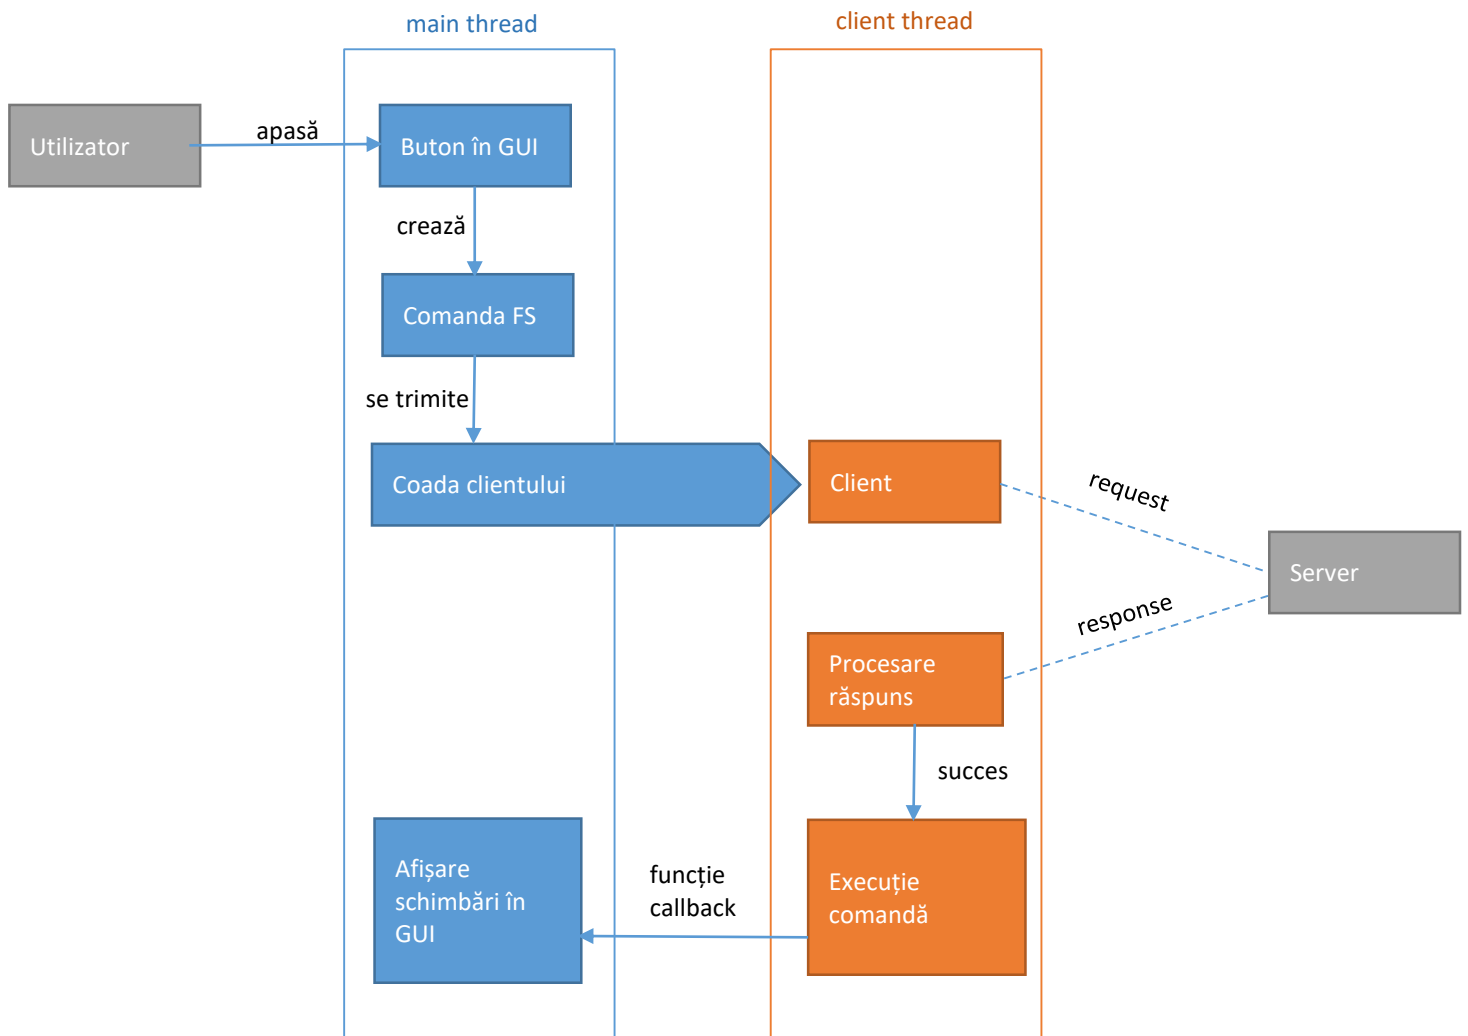 main thread
client thread
Utilizator
apasă
Buton în GUI
crează
Comanda FS
se trimite
Coada clientului
Client
request
Server
response
Procesare
răspuns
succes
Afișare
schimbări în
GUI
funcție
callback
Execuție
comandă